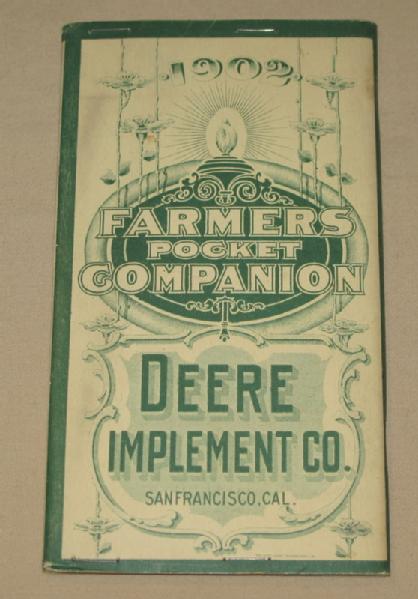 1902
FARMERS
POCKET
COMPANION
DEERE
IMPLEMENT CO.
SAN FRANCISCO, CAL.